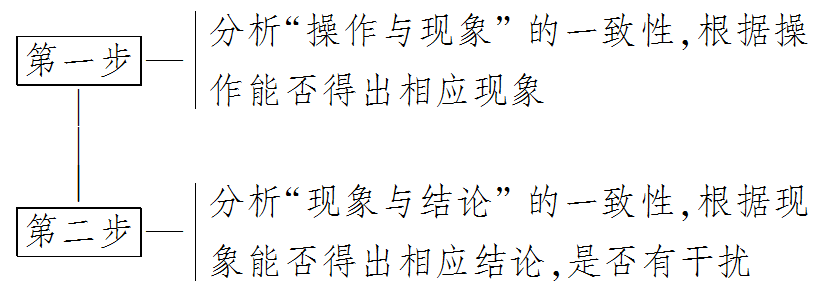 第一步
分析“操作与现象”的一致性,根据操
作能否得出相应现象
第二步
分析“现象与结论”的一致性,根据现
象能否得出相应结论,是否有干扰